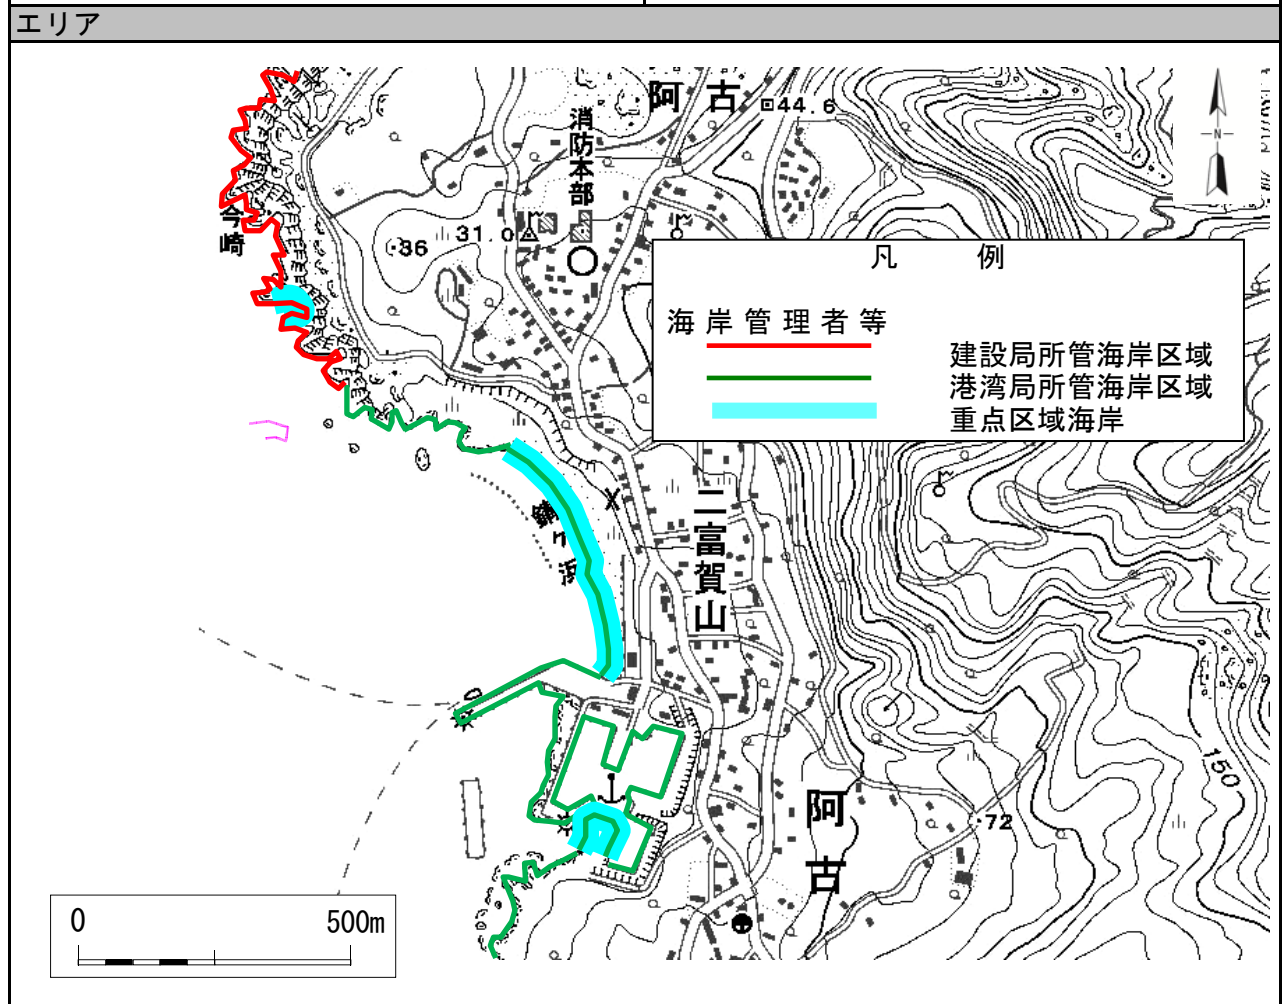 エリア
阿古
44.6
消防本部
今崎
36
31.0
N
凡　例
海岸管理者等
建設局所管海岸区域
港湾局所管海岸区域
重点区域海岸
錆ヶ浜
二富賀山
150
阿古
72
0
500m